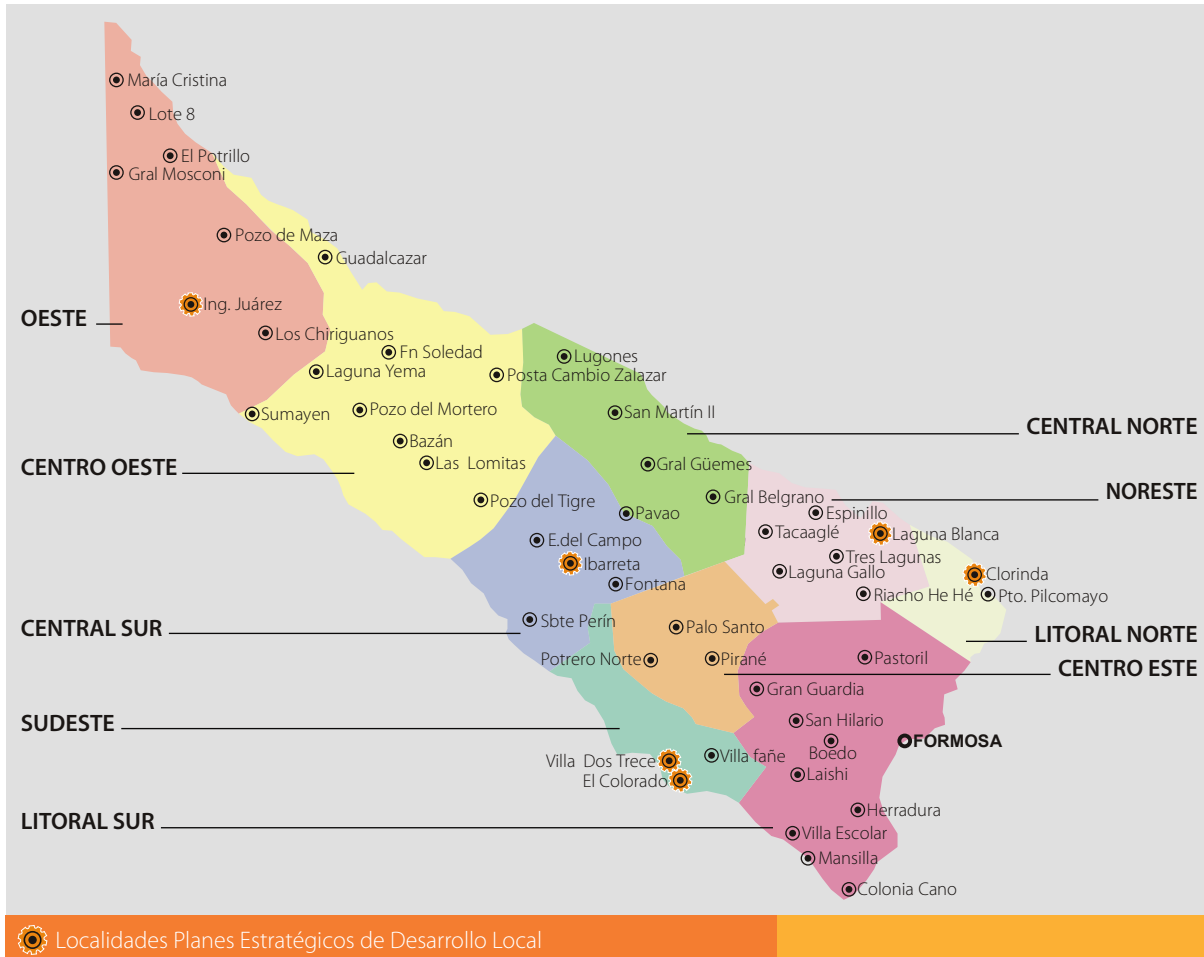 María Cristina
Lote 8
El Potrillo
Gral Mosconi
Pozo de Maza
Guadalcazar
Ing. Juárez
OESTE
Los Chiriguanos
Fn Soledad
Lugones
Laguna Yema
Posta Cambio Zalazar
Sumayen
Pozo del Mortero
San Martín II
CENTRAL NORTE
Bazán
CENTRO OESTE
Las Lomitas
Gral Güemes
NORESTE
Pozo del Tigre
Gral Belgrano
Pavao
Espinillo
Tacaaglé
Laguna Blanca
E.del Campo
Tres Lagunas
Ibarreta
Laguna Gallo
Clorinda
Fontana
Riacho He Hé
Pto. Pilcomayo
CENTRAL SUR
Sbte Perín
Palo Santo
LITORAL NORTE
Potrero Norte
Pirané
Pastoril
CENTRO ESTE
Gran Guardia
SUDESTE
San Hilario
Boedo
FORMOSA
Villa Dos Trece
Villa fañe
El Colorado
Laishi
Herradura
LITORAL SUR
Villa Escolar
Mansilla
Colonia Cano
Localidades Planes Estratégicos de Desarrollo Local